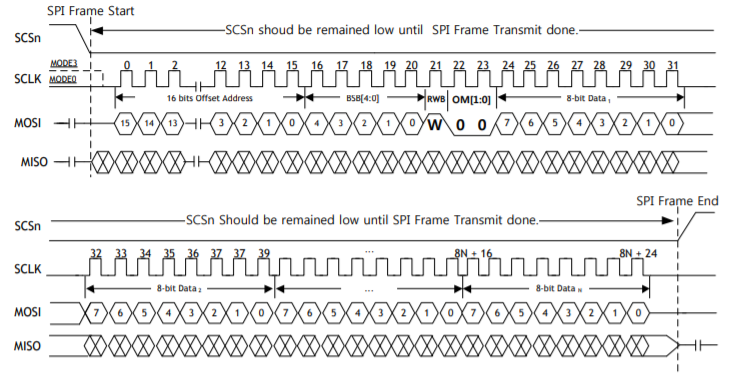 SPI Frame Start
SCSn
SCSn shoud be remained low until SPI Frame Transmit done.
MODE3
SCLK
MODE0
0 1 2 12 13 14 15 16 17 18 19 20 21 22 23 24 25 26 27 28 29 30 31
16 bits Offset Address BSB[4:0] RWB OM[1:0] 8-bit Data 1
MOSI 15 14 13 3 2 1 0 4 3 2 1 0 W 0 0 7 6 5 4 3 2 1 0
MISO
SPI Frame End
SCSn
SCSn Should be remained low until SPI Frame Transmit done.
32 33 34 35 36 37 37 39 ... 8N + 16 8N + 24
SCLK
8-bit Data 2 ... 8-bit Data N
MOSI 7 6 5 4 3 2 1 0 7 6 5 4 3 2 1 0 7 6 5 4 3 2 1 0
MISO